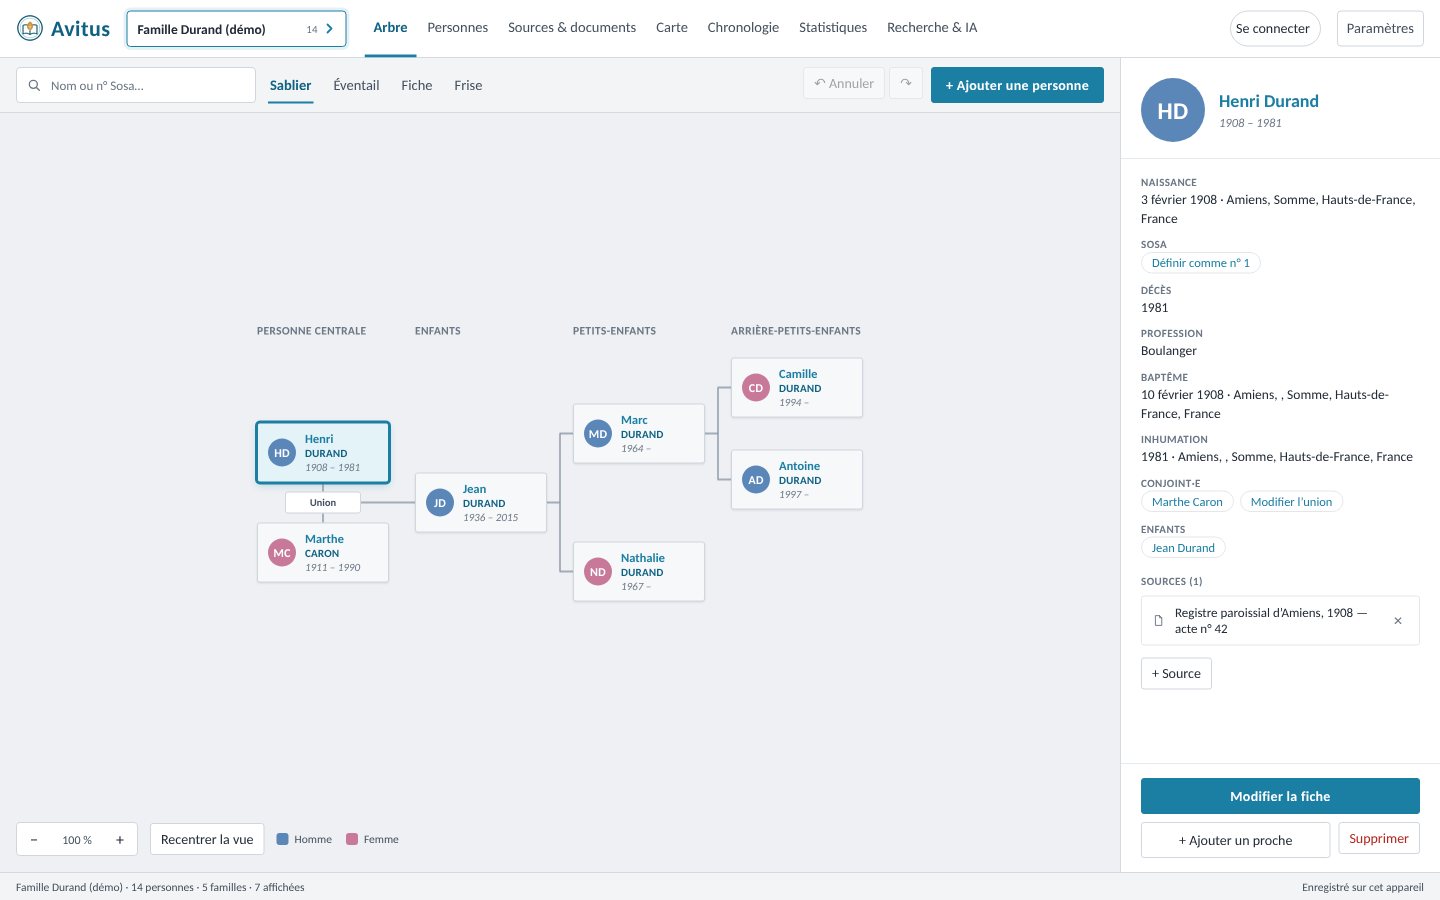 Avitus
Famille Durand (démo) 14
Arbre Personnes Sources & documents Carte Chronologie Statistiques Recherche & IA
Se connecter Paramètres
Nom ou n° Sosa…
Sablier Éventail Fiche Frise
↶ Annuler ↷
+ Ajouter une personne
PERSONNE CENTRALE ENFANTS PETITS-ENFANTS ARRIÈRE-PETITS-ENFANTS
HD
Henri
DURAND
1908 – 1981
Union
MC
Marthe
CARON
1911 – 1990
JD
Jean
DURAND
1936 – 2015
MD
Marc
DURAND
1964 –
ND
Nathalie
DURAND
1967 –
CD
Camille
DURAND
1994 –
AD
Antoine
DURAND
1997 –
− 100 % +
Recentrer la vue
Homme Femme
HD
Henri Durand
1908 – 1981
NAISSANCE
3 février 1908 · Amiens, Somme, Hauts-de-France,
France
SOSA
Définir comme n° 1
DÉCÈS
1981
PROFESSION
Boulanger
BAPTÊME
10 février 1908 · Amiens, , Somme, Hauts-de-
France, France
INHUMATION
1981 · Amiens, , Somme, Hauts-de-France, France
CONJOINT·E
Marthe Caron Modifier l’union
ENFANTS
Jean Durand
SOURCES (1)
Registre paroissial d’Amiens, 1908 —
acte n° 42
×
+ Source
Modifier la fiche
+ Ajouter un proche Supprimer
Famille Durand (démo) · 14 personnes · 5 familles · 7 affichées
Enregistré sur cet appareil